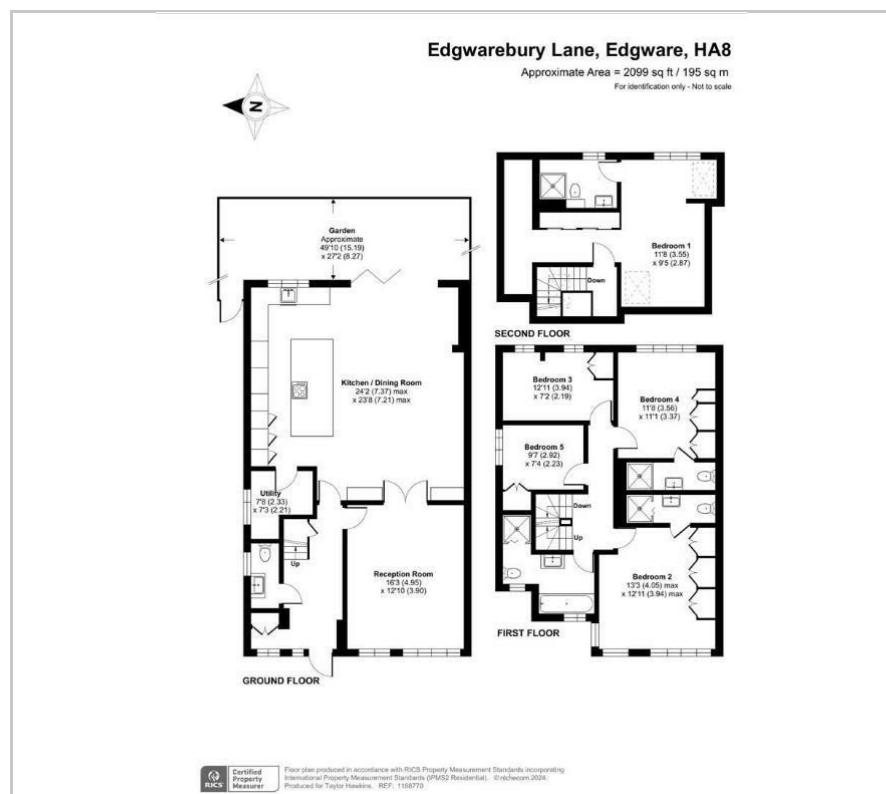 Edgwarebury Lane, Edgware, HA8
Approximate Area = 2099 sq ft / 195 sq m
For identification only - Not to scale
N
Garden
Approximate
49'10 (15.19)
x 27'2 (8.27)
Kitchen / Dining Room
24'2 (7.37) max
x 23'8 (7.21) max
Utility
7'8 (2.33)
x 7'3 (2.21)
Up
Reception Room
16'3 (4.95)
x 12'10 (3.90)
GROUND FLOOR
Bedroom 1
11'8 (3.55)
x 9'5 (2.87)
Down
SECOND FLOOR
Bedroom 3
12'11 (3.94)
x 7'2 (2.19)
Bedroom 4
11'8 (3.56)
x 11'1 (3.37)
Bedroom 5
9'7 (2.92)
x 7'4 (2.23)
Down
Up
Bedroom 2
13'3 (4.05) max
x 12'11 (3.94) max
FIRST FLOOR
RICS
Certified
Property
Measurer
Floor plan produced in accordance with RICS Property Measurement Standards incorporating
International Property Measurement Standards (IPMS2 Residential). © nichecom 2024.
Produced for Taylor Hawkins. REF: 1168770